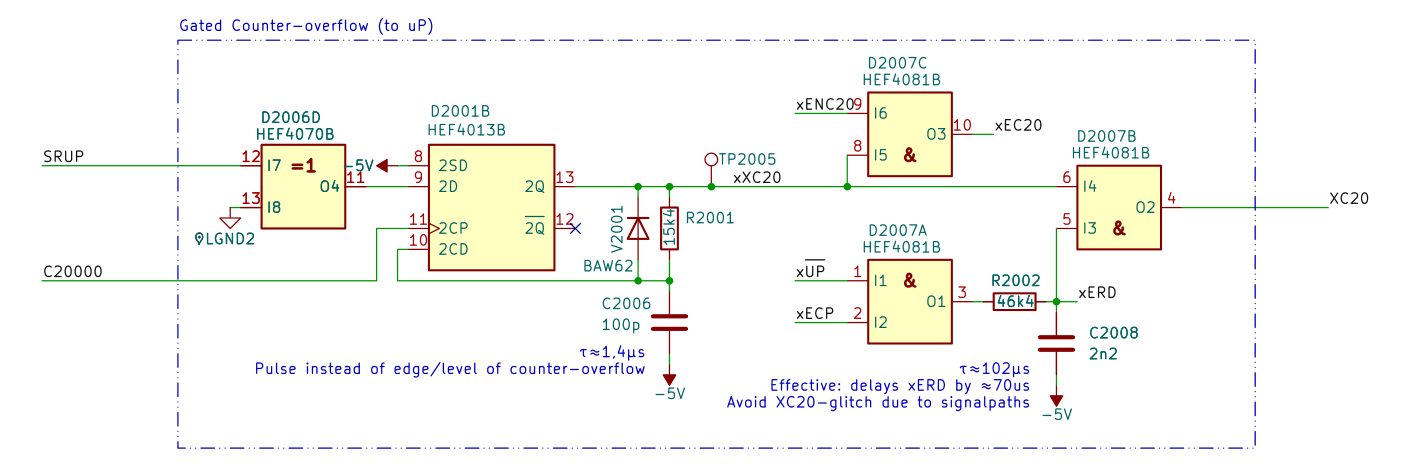 Gated Counter-overflow (to uP)
D2007C
HEF4081B
xENC20
9
I6
O3
10
xEC20
8
I5
&
D2001B
HEF4013B
D2006D
HEF4070B
SRUP
12
I7
=1
-5V
8
2SD
O4
11
9
2D
2Q
13
13
I8
LGND2
11
2CP
2Q
12
10
2CD
C20000
TP2005
xXC20
V2001
BAW62
15k4
R2001
C2006
100p
τ≈1,4µs
Pulse instead of edge/level of counter-overflow
-5V
D2007B
HEF4081B
6
I4
O2
4
XC20
5
I3
&
D2007A
HEF4081B
xUP
1
I1
&
O1
3
xECP
2
I2
R2002
46k4
xERD
C2008
2n2
τ≈102µs
Effective: delays xERD by ≈70us
Avoid XC20-glitch due to signalpaths
-5V